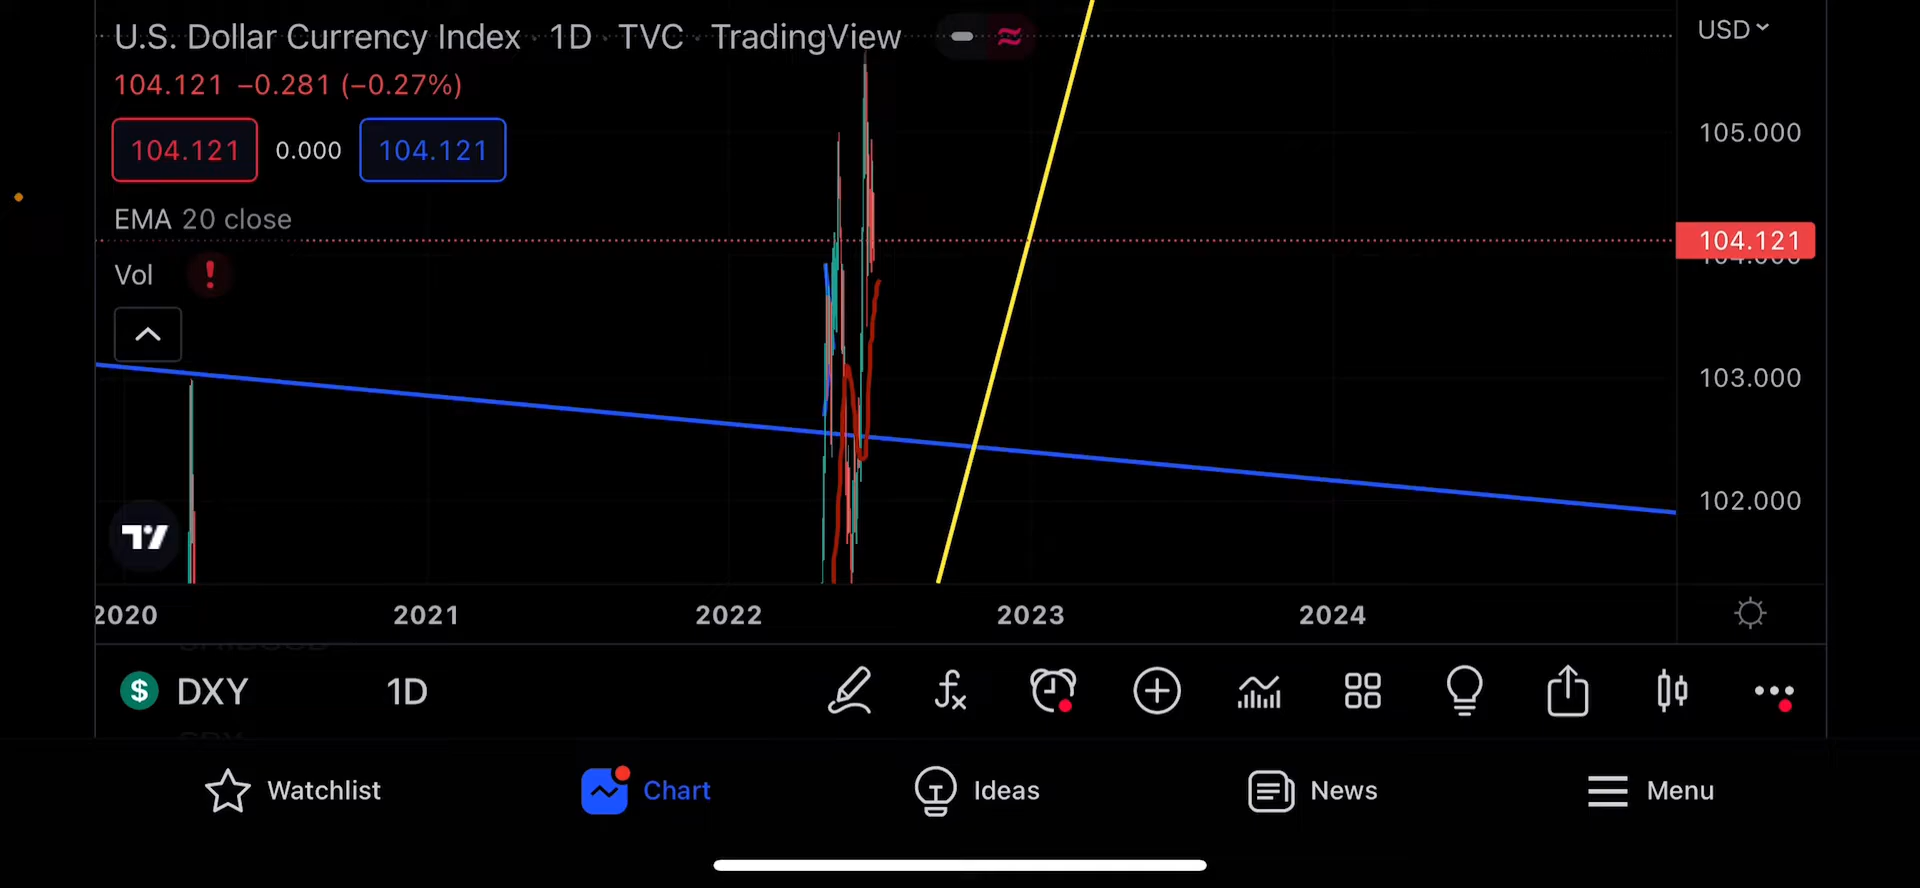 U.S. Dollar Currency Index · 1D · TVC · TradingView
USD
104.121 −0.281 (−0.27%)
104.121 0.000 104.121
EMA 20 close
Vol
105.000
104.121
104.000
103.000
102.000
2020 2021 2022 2023 2024
DXY 1D
Watchlist Chart Ideas News Menu